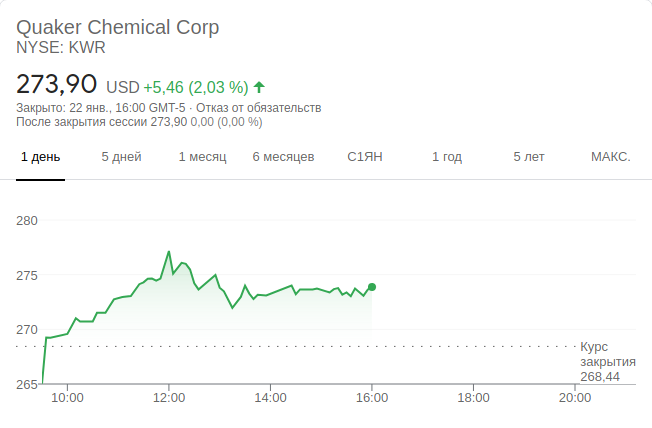 Quaker Chemical Corp
NYSE: KWR
273,90 USD +5,46 (2,03 %)
Закрыто: 22 янв., 16:00 GMT-5 · Отказ от обязательств
После закрытия сессии 273,90 0,00 (0,00 %)
1 день 5 дней 1 месяц 6 месяцев С1ЯН 1 год 5 лет МАКС.
280
275
270
Курс
закрытия
268,44
265
10:00 12:00 14:00 16:00 18:00 20:00